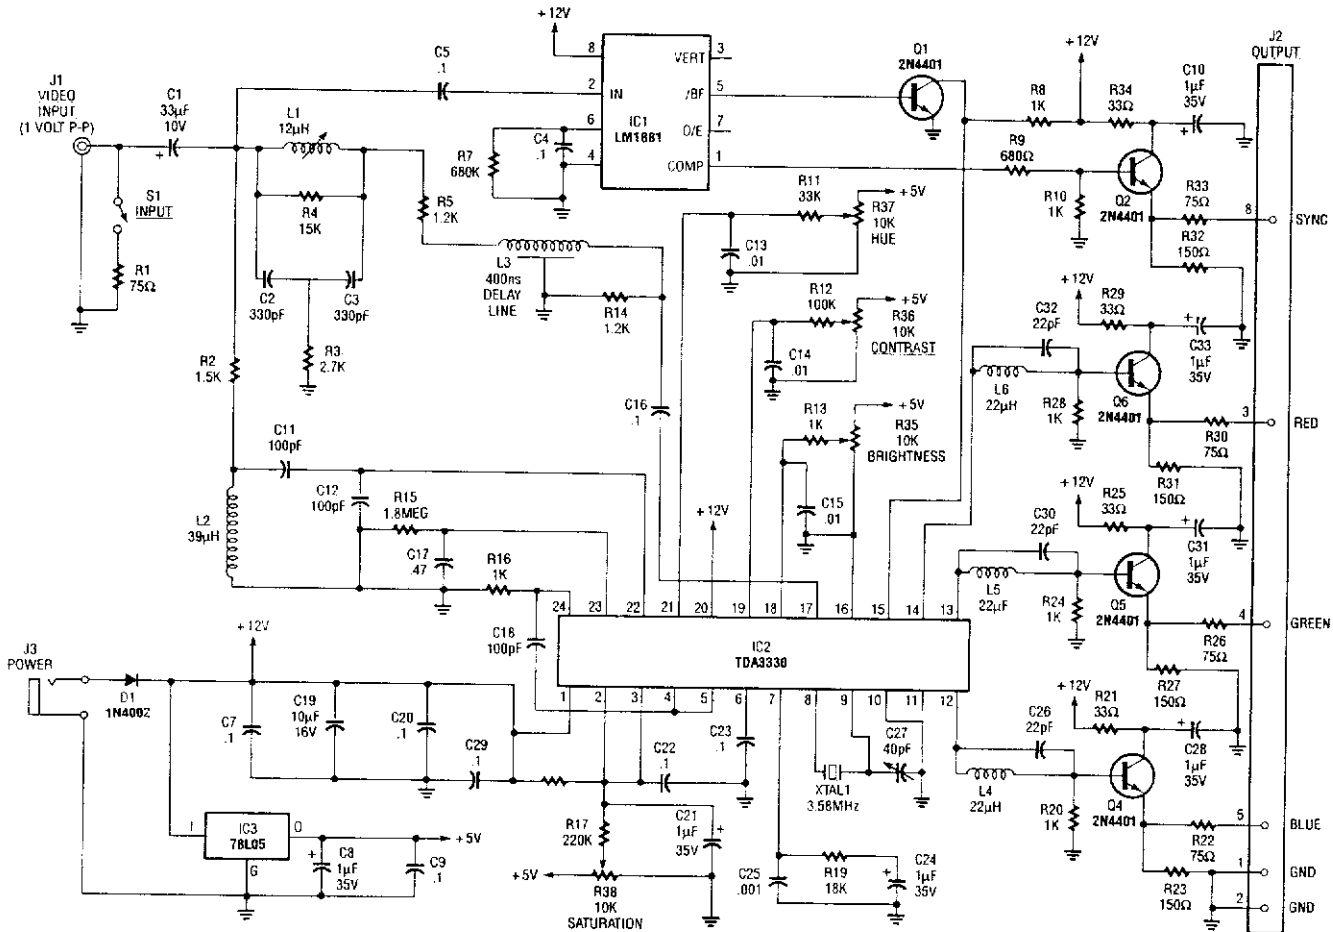 J1
VIDEO
INPUT
(1 VOLT P-P)
C1
33µF
10V
+
S1
INPUT
R1
75Ω
L1
12µH
R4
15K
C2
330pF
C3
330pF
R3
2.7K
R2
1.5K
C5
.1
+12V
8
2
6
4
IN
VERT
/BF
O/E
COMP
IC1
LM1881
3
5
7
1
R7
680K
C4
.1
R5
1.2K
L3
400ns
DELAY
LINE
R14
1.2K
C16
.1
Q1
2N4401
R11
33K
+5V
R37
10K
HUE
C13
.01
R12
100K
+5V
R36
10K
CONTRAST
C14
.01
R13
1K
+5V
R35
10K
BRIGHTNESS
C15
.01
+12V
R8
1K
R34
33Ω
C10
1µF
35V
+
R9
680Ω
R10
1K
Q2
2N4401
R33
75Ω
R32
150Ω
J2
OUTPUT
8
SYNC
+12V
R29
33Ω
+
C33
1µF
35V
C32
22pF
L6
22µH
R28
1K
Q6
2N4401
R30
75Ω
R31
150Ω
3
RED
+12V
R25
33Ω
+
C31
1µF
35V
C30
22pF
L5
22µF
R24
1K
Q5
2N4401
R26
75Ω
R27
150Ω
4
GREEN
+12V
R21
33Ω
+
C28
1µF
35V
C26
22pF
L4
22µH
R20
1K
Q4
2N4401
R22
75Ω
R23
150Ω
5
BLUE
1
GND
2
GND
C11
100pF
C12
100pF
R15
1.8MEG
L2
39µH
C17
.47
R16
1K
C18
100pF
+12V
24 23 22 21 20 19 18 17 16 15 14 13
IC2
TDA3330
1 2 3 4 5 6 7 8 9 10 11 12
J3
POWER
D1
1N4002
+12V
C7
.1
C19
10µF
16V
C20
.1
C29
.1
C22
.1
C23
.1
XTAL1
3.58MHz
C27
40pF
IC3
78L05
I
O
G
+5V
+
C8
1µF
35V
C9
.1
R17
220K
+5V
R38
10K
SATURATION
C21
1µF
35V
+
C25
.001
R19
18K
C24
1µF
35V
+